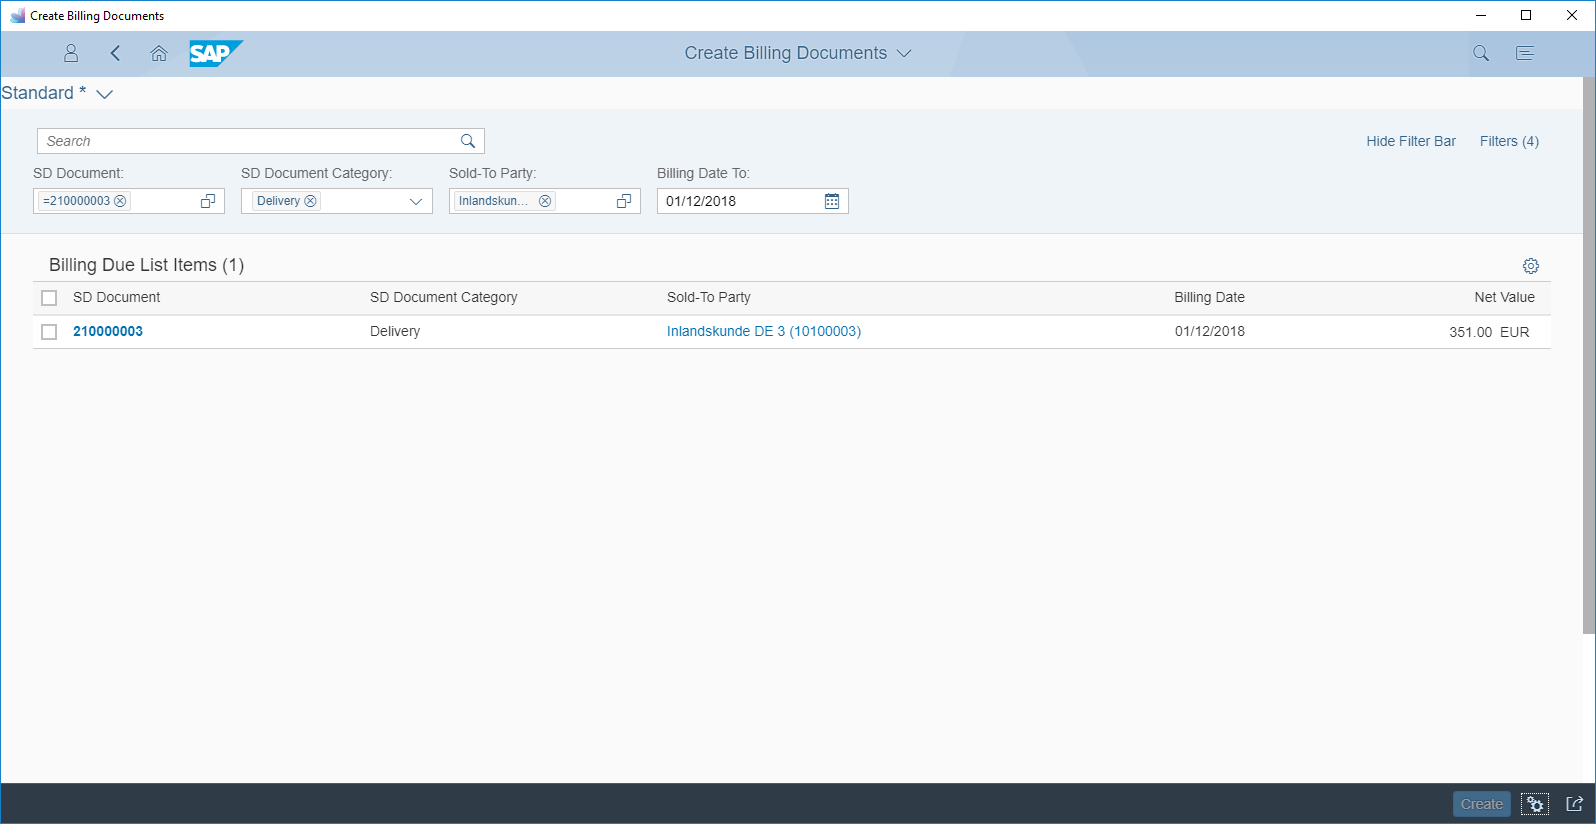 Create Billing Documents
SAP
Create Billing Documents
Standard *
Search
Hide Filter Bar
Filters (4)
SD Document:
SD Document Category:
Sold-To Party:
Billing Date To:
=210000003
Delivery
Inlandskun...
01/12/2018
Billing Due List Items (1)
SD Document
SD Document Category
Sold-To Party
Billing Date
Net Value
210000003
Delivery
Inlandskunde DE 3 (10100003)
01/12/2018
351.00 EUR
Create